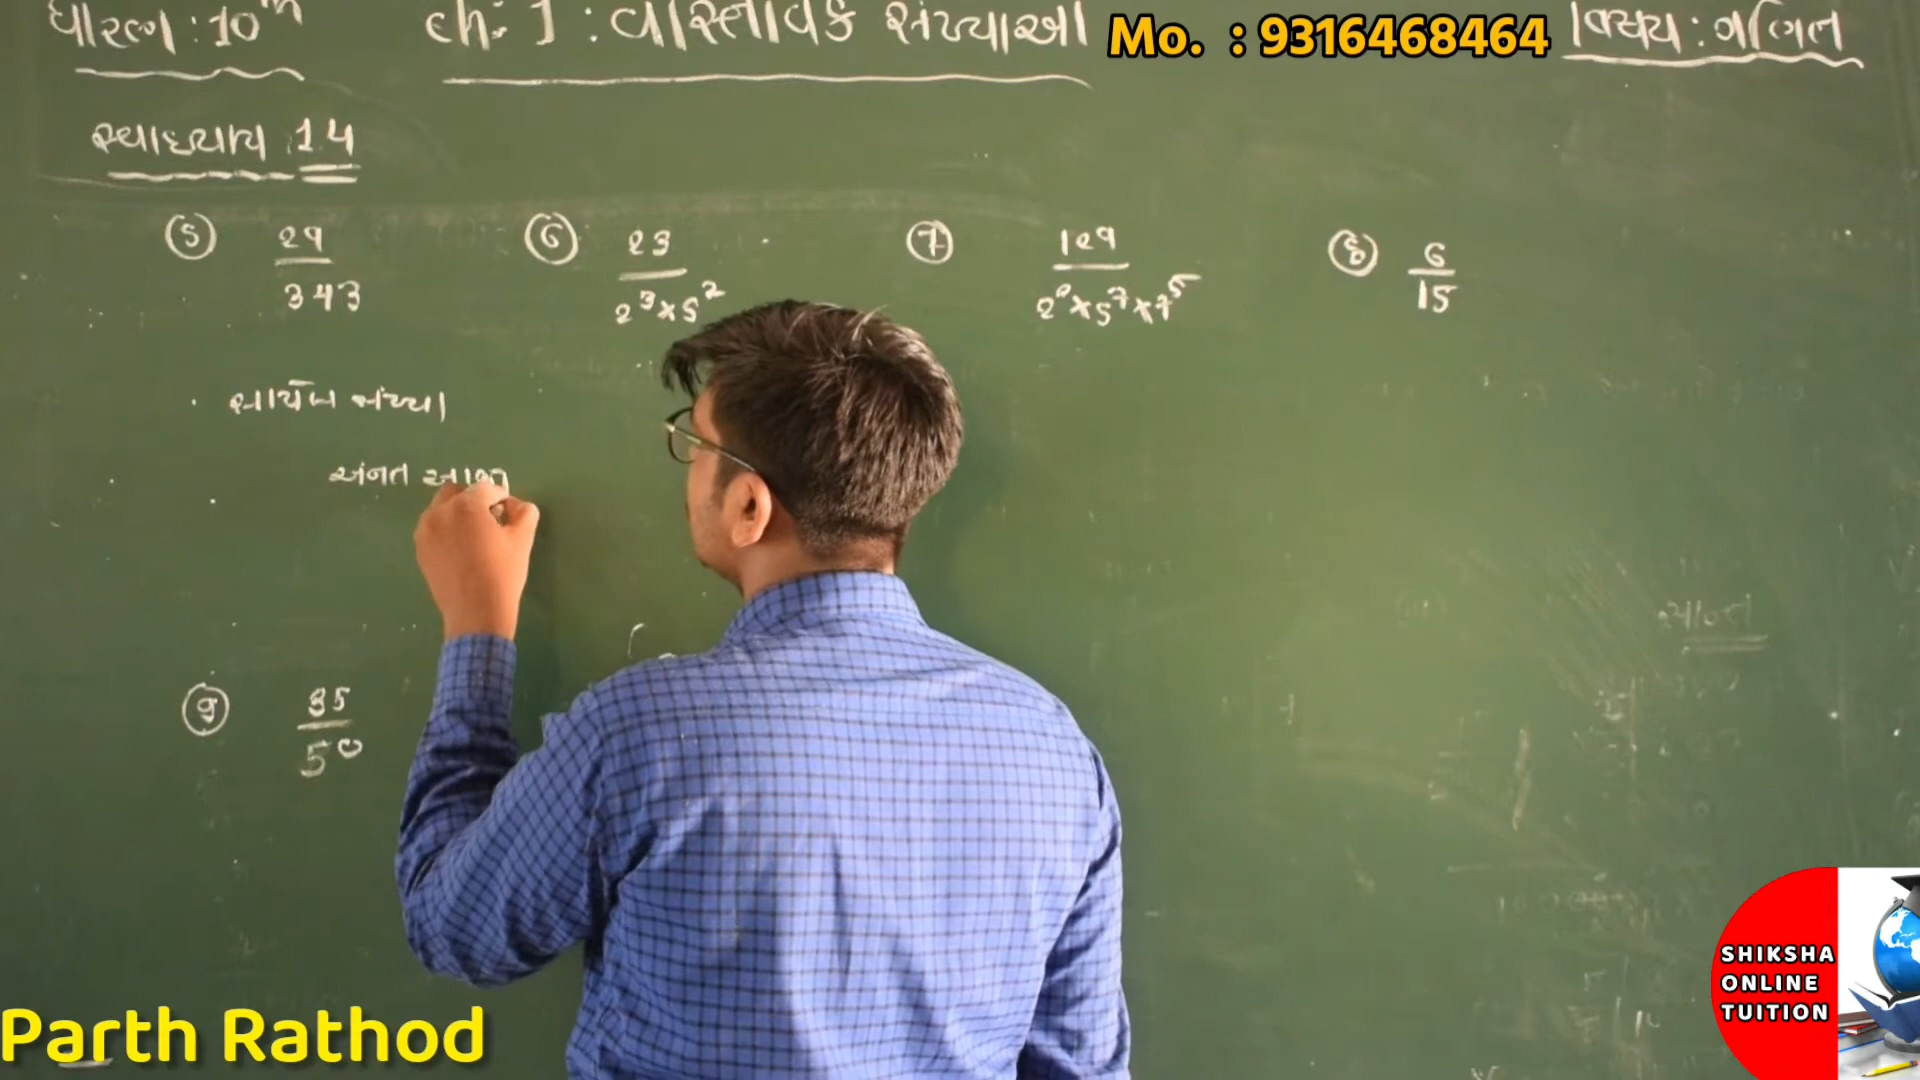 ધોરણ : 10th
ch. 1 : વાસ્તવિક સંખ્યાઓ
Mo. : 9316468464
વિષય : ગણિત
સ્વાધ્યાય 1.4
5 29/343
6 23/2³×5²
7 129/2²×5⁷×7⁵
8 6/15
સંખ્યા
અનંત
9 35/50
Parth Rathod
SHIKSHA
ONLINE
TUITION